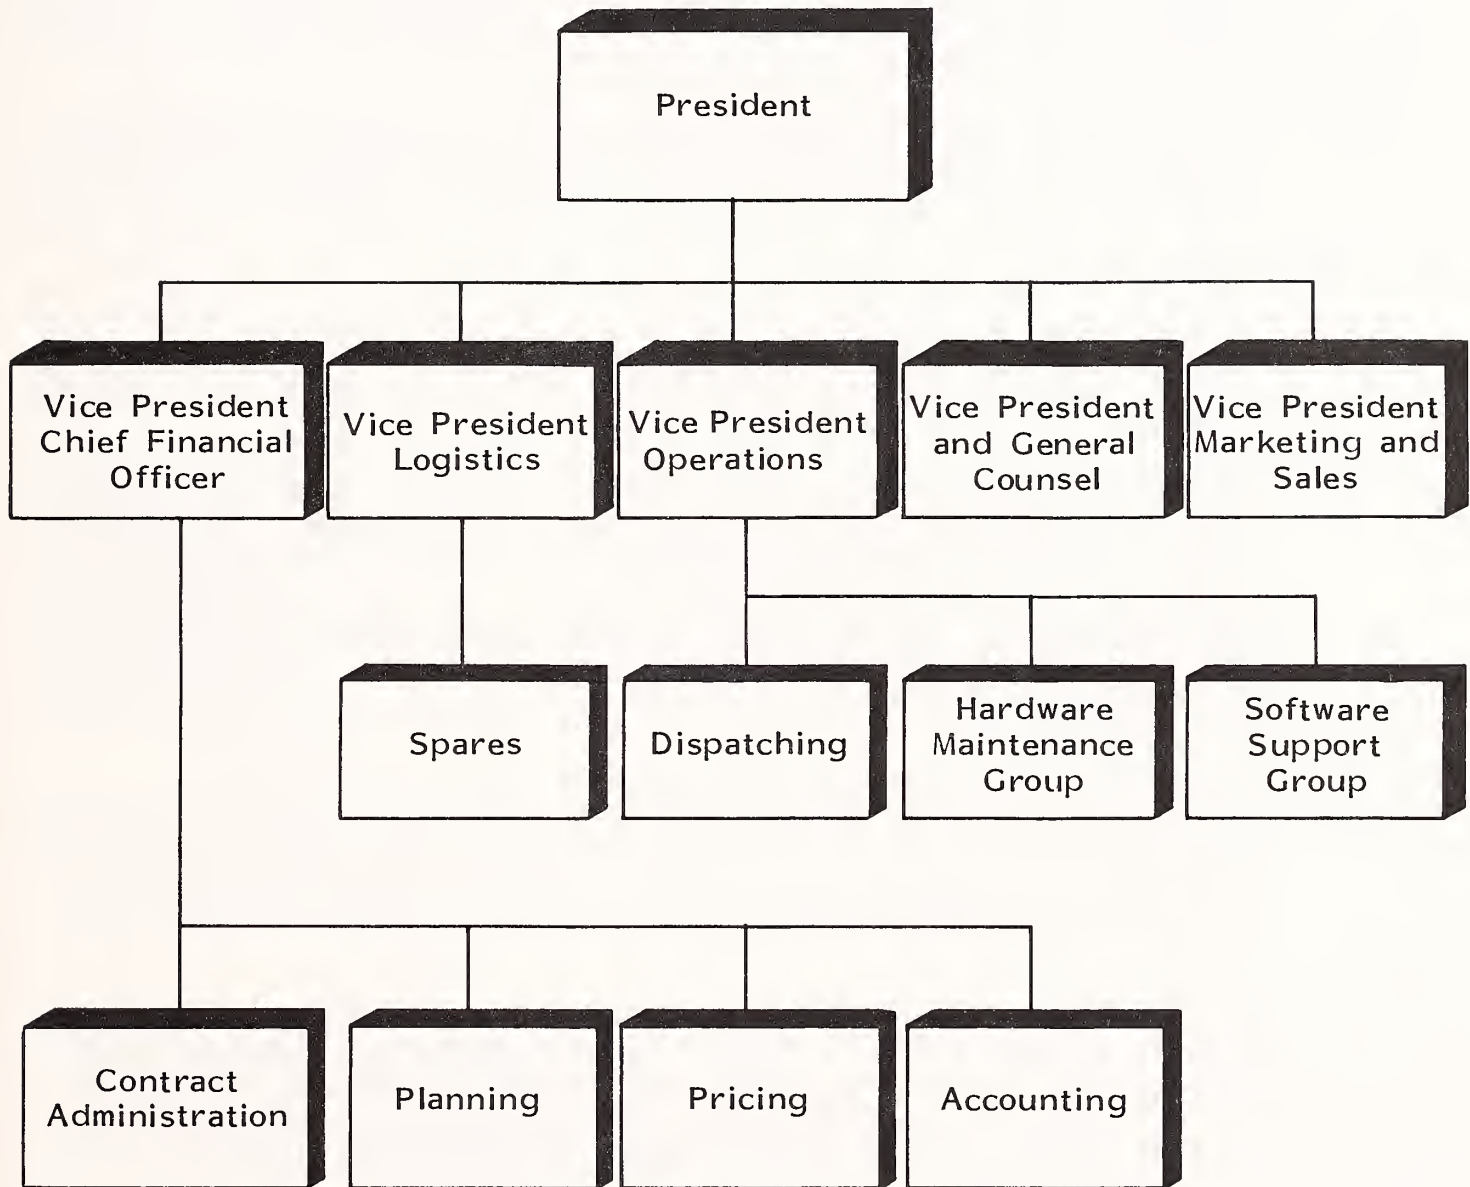 President
Vice President
Chief Financial
Officer
Vice President
Logistics
Vice President
Operations
Vice President
and General
Counsel
Vice President
Marketing and
Sales
Spares
Dispatching
Hardware
Maintenance
Group
Software
Support
Group
Contract
Administration
Planning
Pricing
Accounting